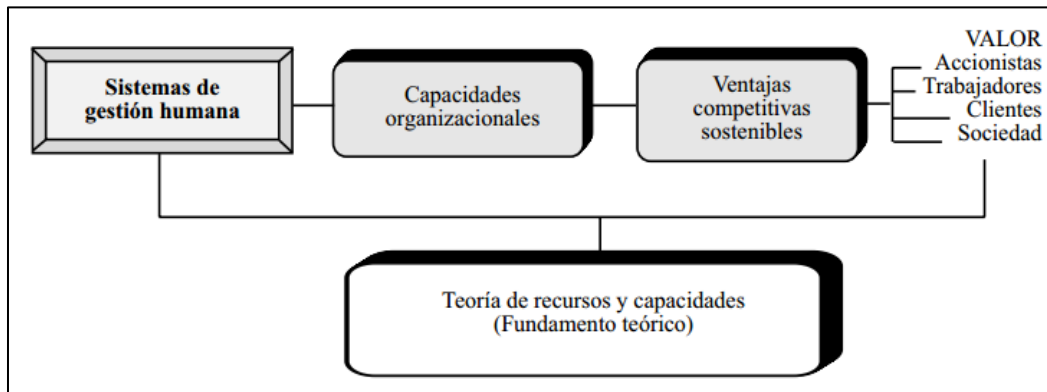 Sistemas de
gestión humana
Capacidades
organizacionales
Ventajas
competitivas
sostenibles
VALOR
Accionistas
Trabajadores
Clientes
Sociedad
Teoría de recursos y capacidades
(Fundamento teórico)